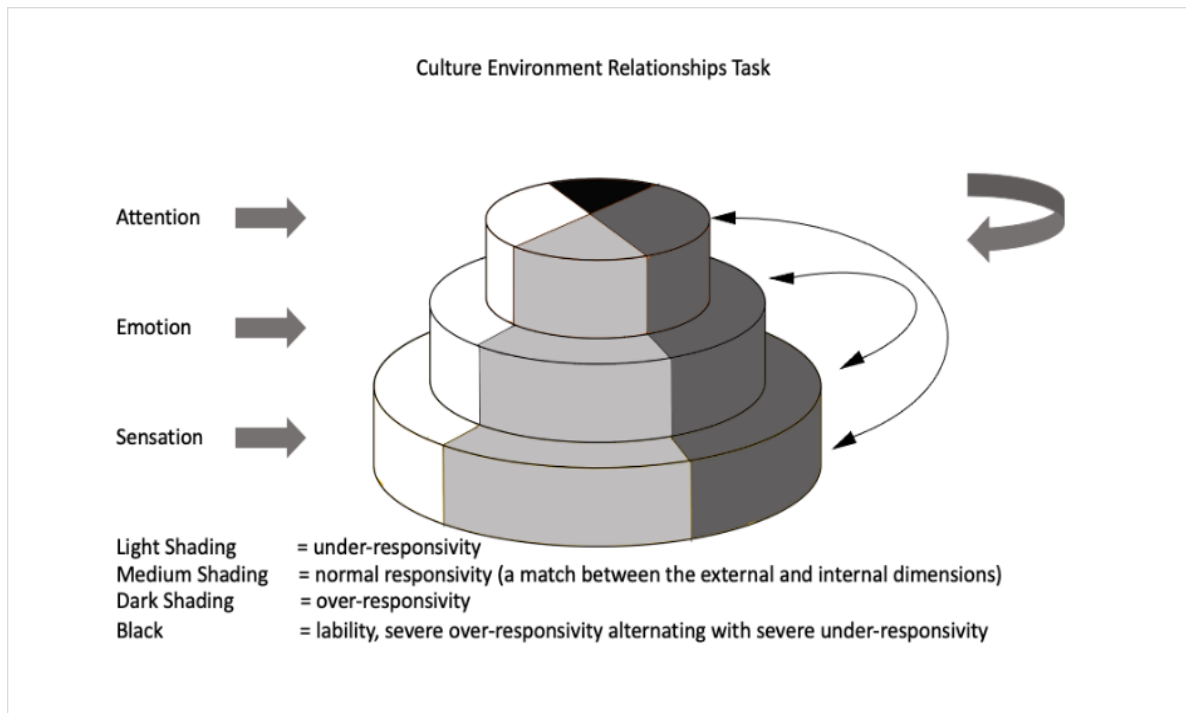 Culture Environment Relationships Task
Attention
Emotion
Sensation
Light Shading = under-responsivity
Medium Shading = normal responsivity (a match between the external and internal dimensions)
Dark Shading = over-responsivity
Black = lability, severe over-responsivity alternating with severe under-responsivity